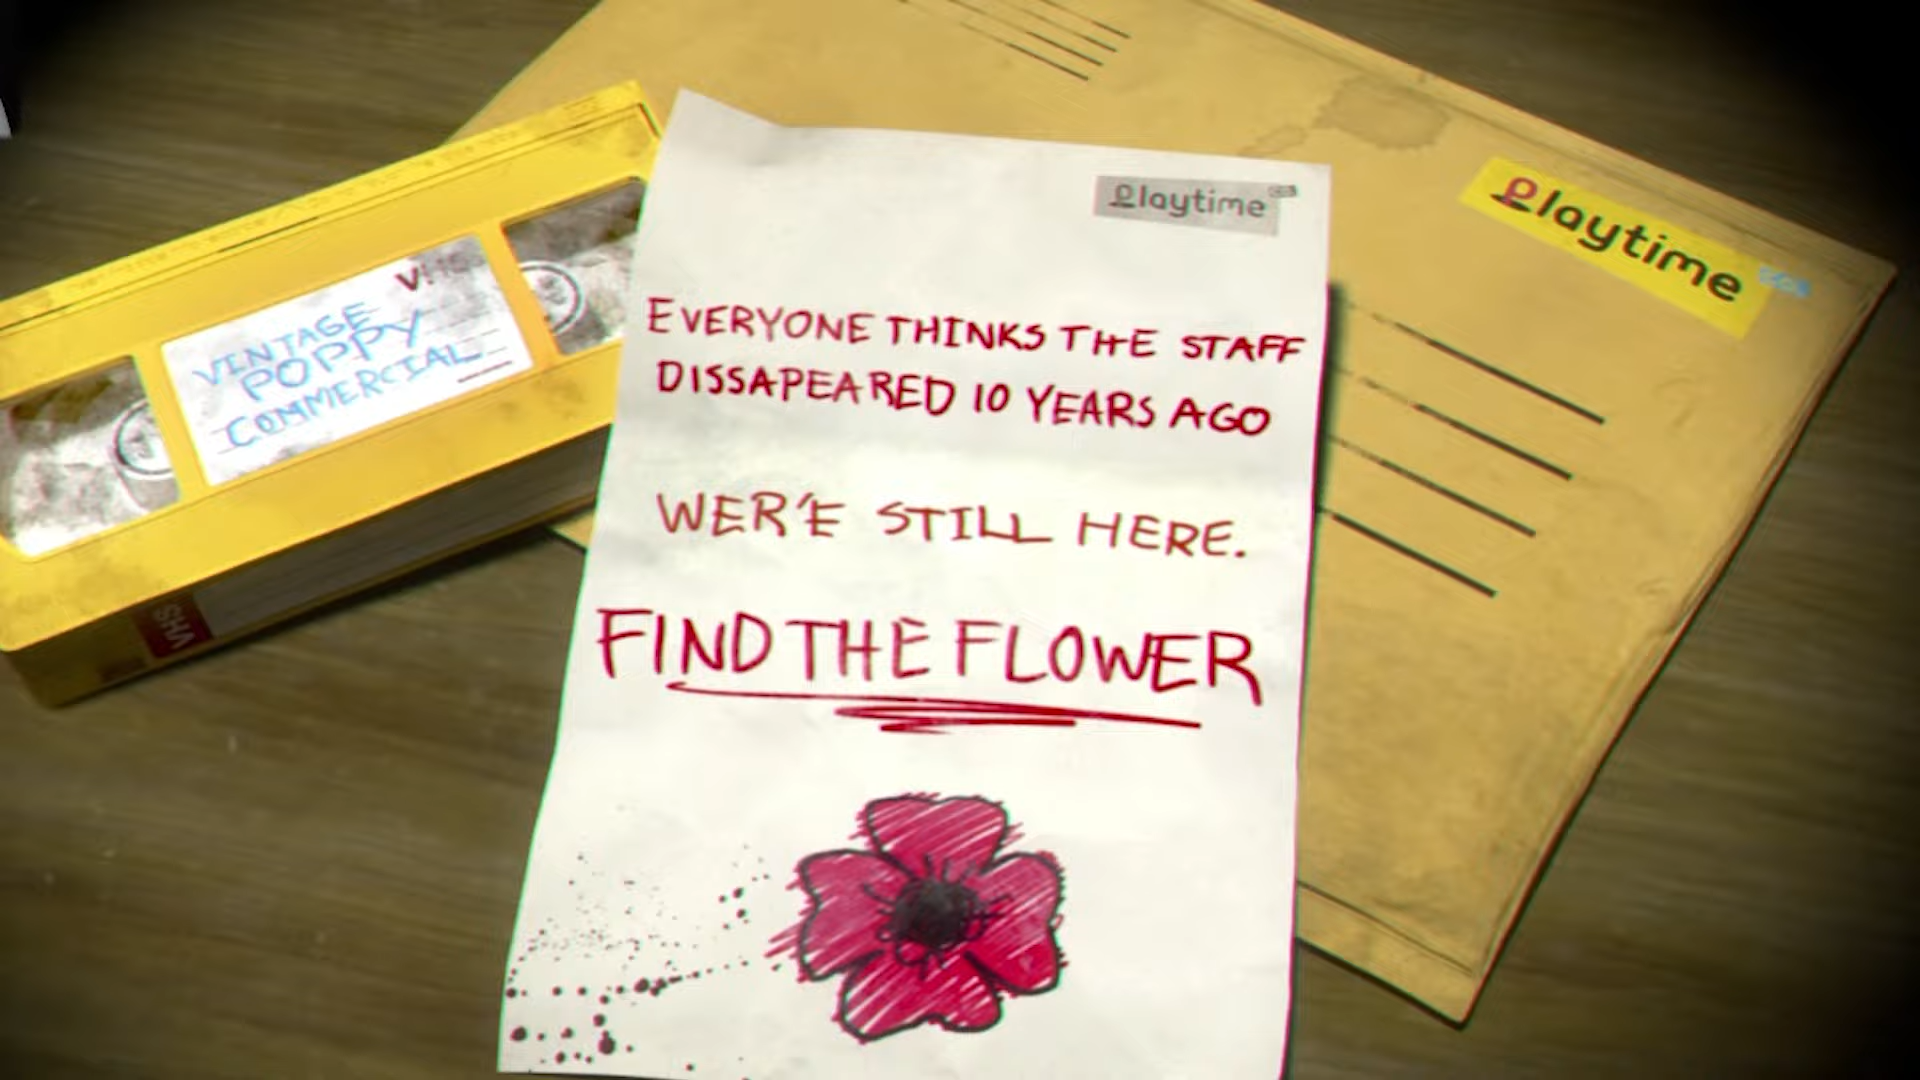 VINTAGE
POPPY
COMMERCIAL
VHS
Playtime
EVERYONE THINKS THE STAFF
DISSAPEARED 10 YEARS AGO
WER'E STILL HERE.
FIND THE FLOWER
Playtime